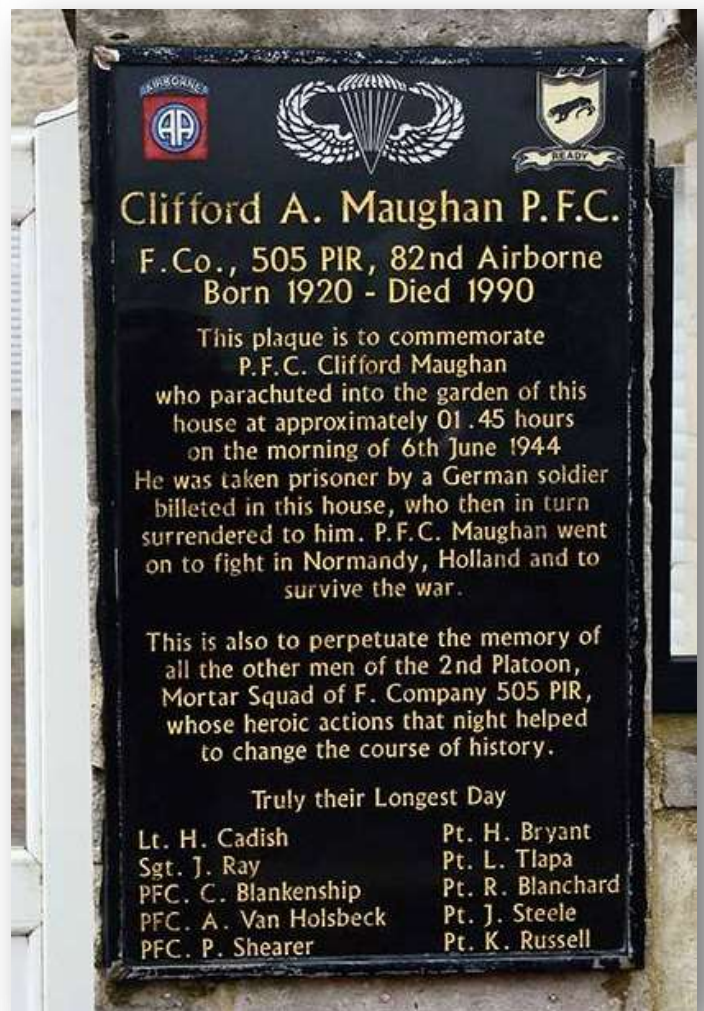 AIRBORNE
AA
READY
Clifford A. Maughan P.F.C.
F.Co., 505 PIR, 82nd Airborne
Born 1920 - Died 1990
This plaque is to commemorate
P.F.C. Clifford Maughan
who parachuted into the garden of this
house at approximately 01.45 hours
on the morning of 6th June 1944
He was taken prisoner by a German soldier
billeted in this house, who then in turn
surrendered to him. P.F.C. Maughan went
on to fight in Normandy, Holland and to
survive the war.
This is also to perpetuate the memory of
all the other men of the 2nd Platoon,
Mortar Squad of F. Company 505 PIR,
whose heroic actions that night helped
to change the course of history.
Truly their Longest Day
Lt. H. Cadish
Sgt. J. Ray
PFC. C. Blankenship
PFC. A. Van Holsbeck
PFC. P. Shearer
Pt. H. Bryant
Pt. L. Tlapa
Pt. R. Blanchard
Pt. J. Steele
Pt. K. Russell